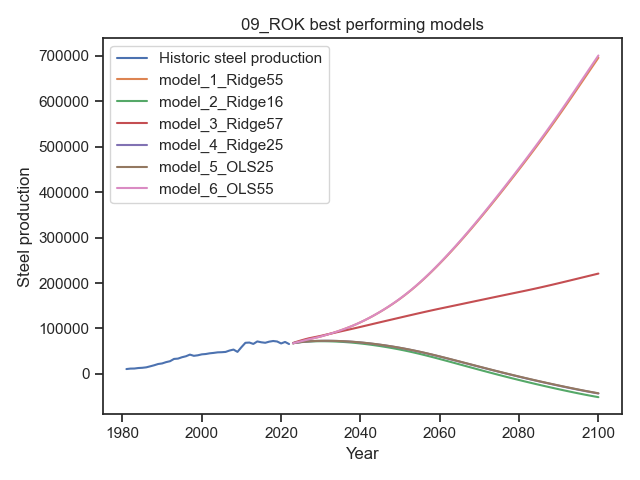 09_ROK best performing models
Steel production
700000
600000
500000
400000
300000
200000
100000
0
Historic steel production
model_1_Ridge55
model_2_Ridge16
model_3_Ridge57
model_4_Ridge25
model_5_OLS25
model_6_OLS55
1980 2000 2020 2040 2060 2080 2100
Year